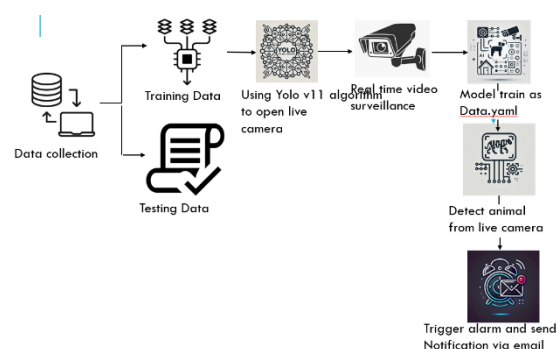 YOLO
Training Data
Using Yolo v11 algorithm
to open live
camera
Real time video
surveillance
Model train as
Data.yaml
Data collection
Testing Data
Detect animal
from live camera
Trigger alarm and send
Notification via email